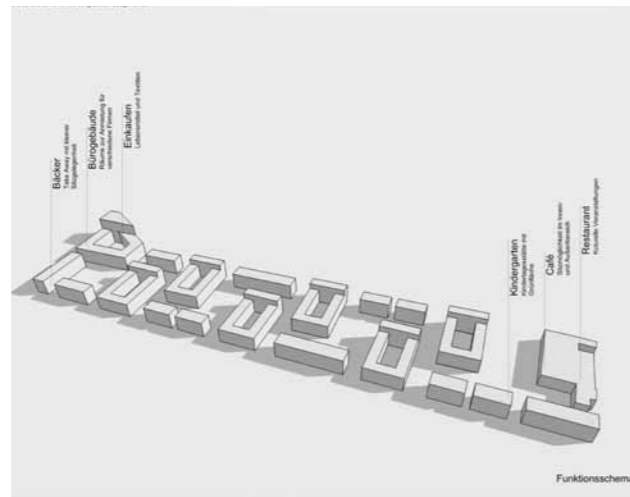 Bäcker
Take Away mit kleiner
Sitzgelegenheit
Bürogebäude
Räume zur Anmietung für
verschiedene Firmen
Einkaufen
Lebensmittel und Textilien
Kindergarten
Kindertagesstätte mit
Grünfläche
Café
Sitzmöglichkeit im Innen-
und Außenbereich
Restaurant
Kulturelle Veranstaltungen
Funktionsschema